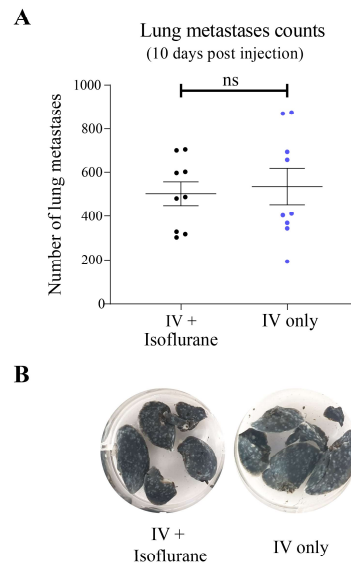 A
Lung metastases counts
(10 days post injection)
ns
Number of lung metastases
1000
800
600
400
200
0
IV +
Isoflurane
IV only
B
IV +
Isoflurane
IV only